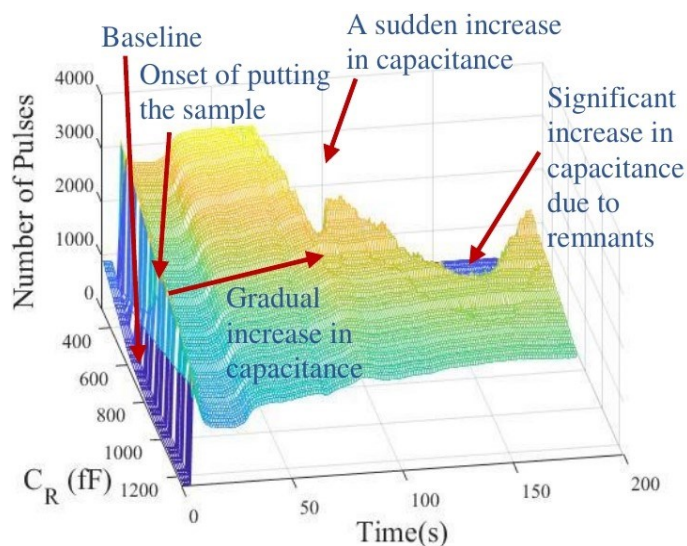 Baseline
Onset of putting
the sample
A sudden increase
in capacitance
Significant
increase in
capacitance
due to
remnants
Gradual
increase in
capacitance
Number of Pulses
4000
3000
2000
1000
0
400
600
800
1000
1200
C_R (fF)
0
50
100
150
200
Time(s)